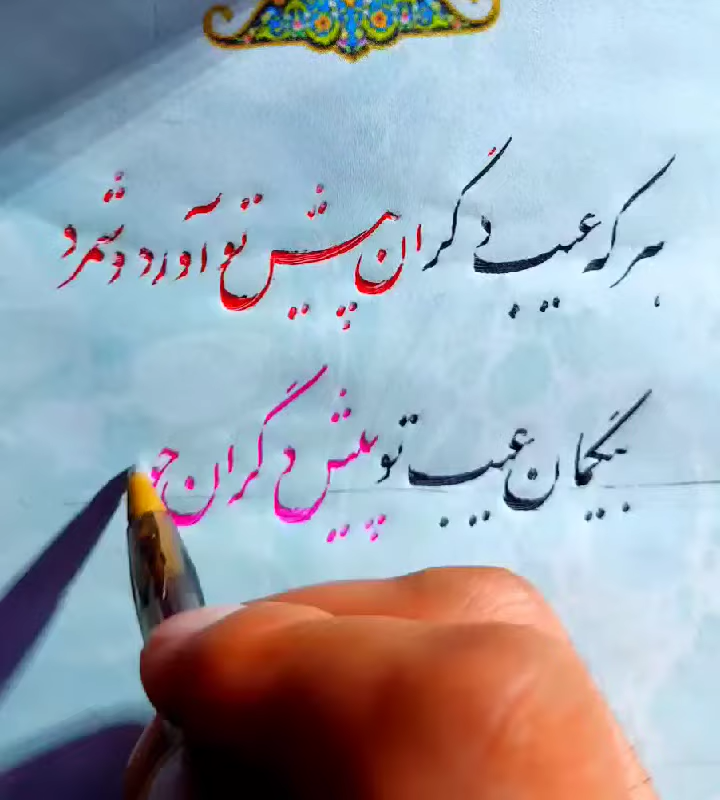 هر که عیب دگران پیش تو آورد و شمرد
بیگمان عیب تو پیش دگران